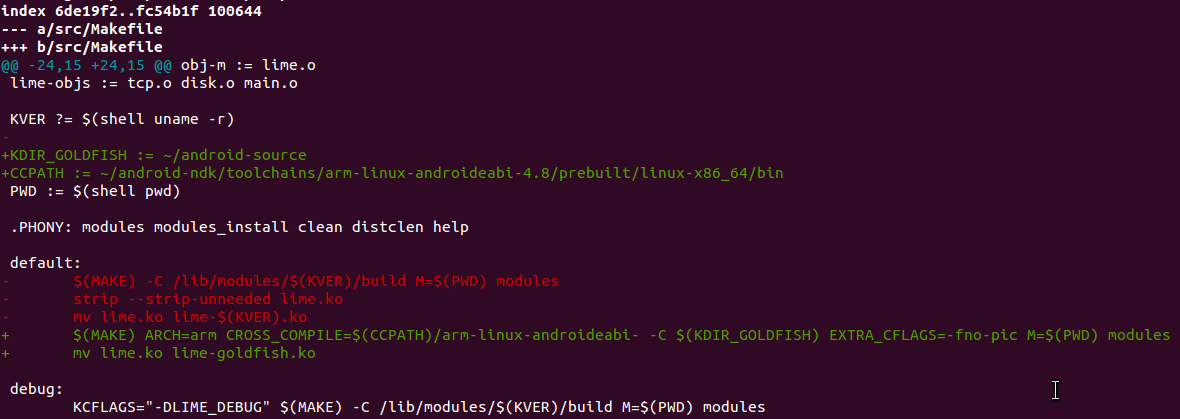 index 6de19f2..fc54b1f 100644
--- a/src/Makefile
+++ b/src/Makefile
@@ -24,15 +24,15 @@ obj-m := lime.o
 lime-objs := tcp.o disk.o main.o

 KVER ?= $(shell uname -r)
-
+KDIR_GOLDFISH := ~/android-source
+CCPATH := ~/android-ndk/toolchains/arm-linux-androideabi-4.8/prebuilt/linux-x86_64/bin
 PWD := $(shell pwd)

 .PHONY: modules modules_install clean distclen help

 default:
-       $(MAKE) -C /lib/modules/$(KVER)/build M=$(PWD) modules
-       strip --strip-unneeded lime.ko
-       mv lime.ko lime-$(KVER).ko
+       $(MAKE) ARCH=arm CROSS_COMPILE=$(CCPATH)/arm-linux-androideabi- -C $(KDIR_GOLDFISH) EXTRA_CFLAGS=-fno-pic M=$(PWD) modules
+       mv lime.ko lime-goldfish.ko

 debug:
        KCFLAGS="-DLIME_DEBUG" $(MAKE) -C /lib/modules/$(KVER)/build M=$(PWD) modules